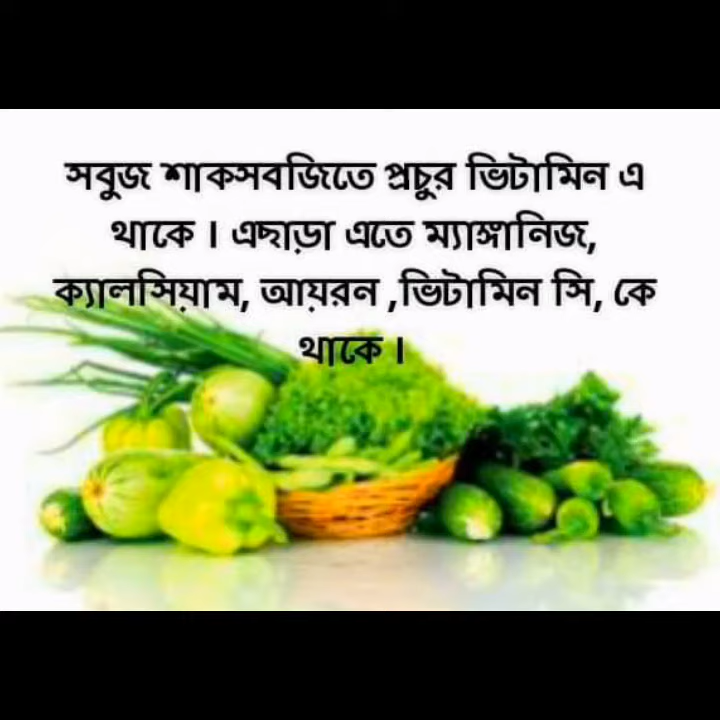 সবুজ শাকসবজিতে প্রচুর ভিটামিন এ
থাকে । এছাড়া এতে ম্যাঙ্গানিজ,
ক্যালসিয়াম, আয়রন ,ভিটামিন সি, কে
থাকে ।